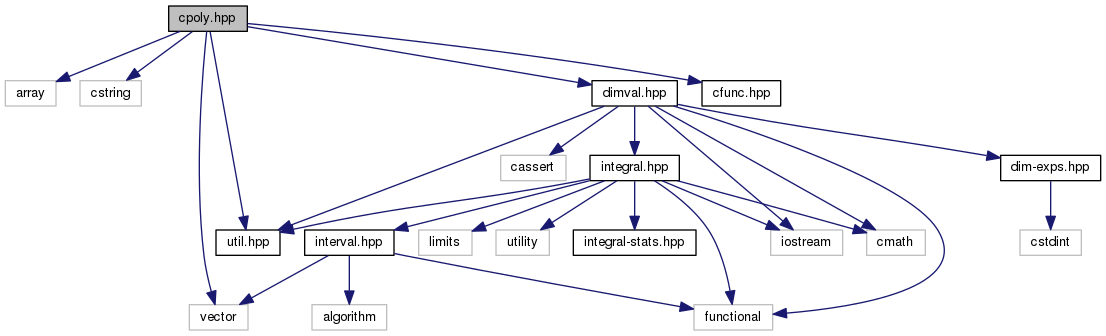 cpoly.hpp
array
cstring
dimval.hpp
cfunc.hpp
cassert
integral.hpp
dim-exps.hpp
util.hpp
interval.hpp
limits
utility
integral-stats.hpp
iostream
cmath
cstdint
vector
algorithm
functional